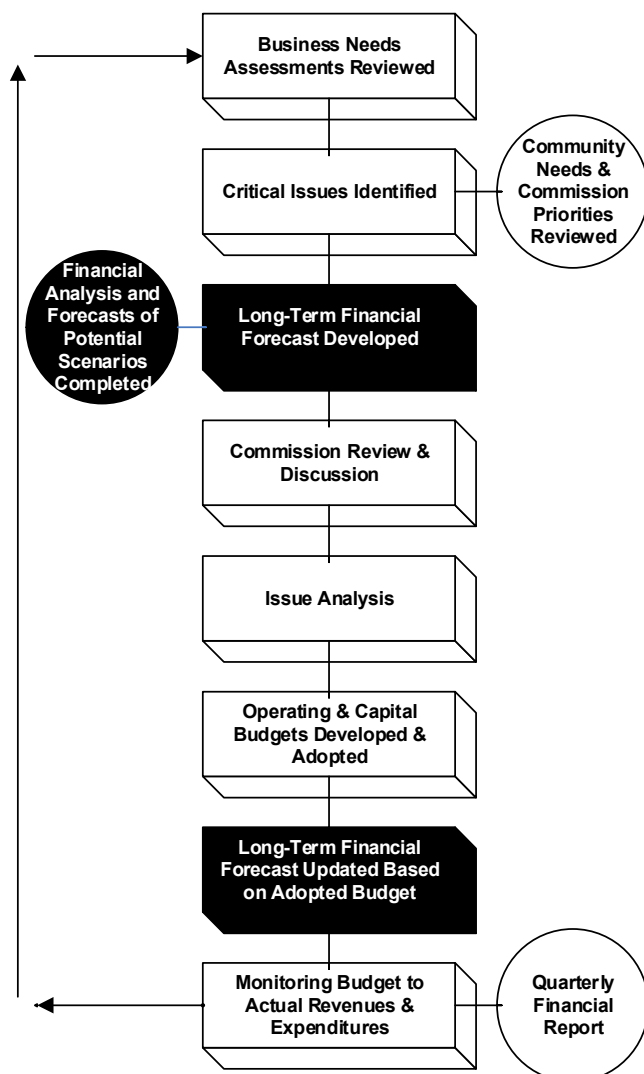 Business Needs
Assessments Reviewed
Critical Issues Identified
Community
Needs &
Commission
Priorities
Reviewed
Financial
Analysis and
Forecasts of
Potential
Scenarios
Completed
Long-Term Financial
Forecast Developed
Commission Review &
Discussion
Issue Analysis
Operating & Capital
Budgets Developed &
Adopted
Long-Term Financial
Forecast Updated Based
on Adopted Budget
Monitoring Budget to
Actual Revenues &
Expenditures
Quarterly
Financial
Report